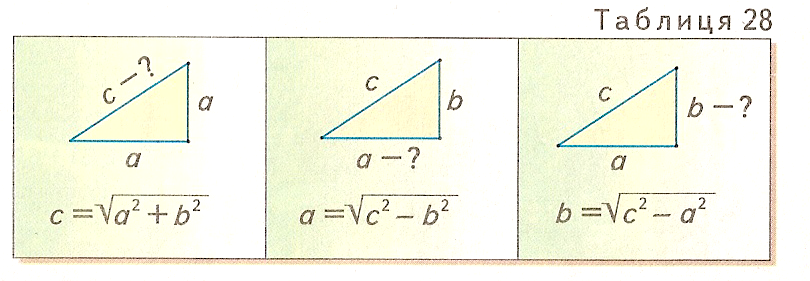 Таблиця 28
c – ?
a
a
c = √a² + b²
c
b
a – ?
a = √c² – b²
c
b – ?
a
b = √c² – a²